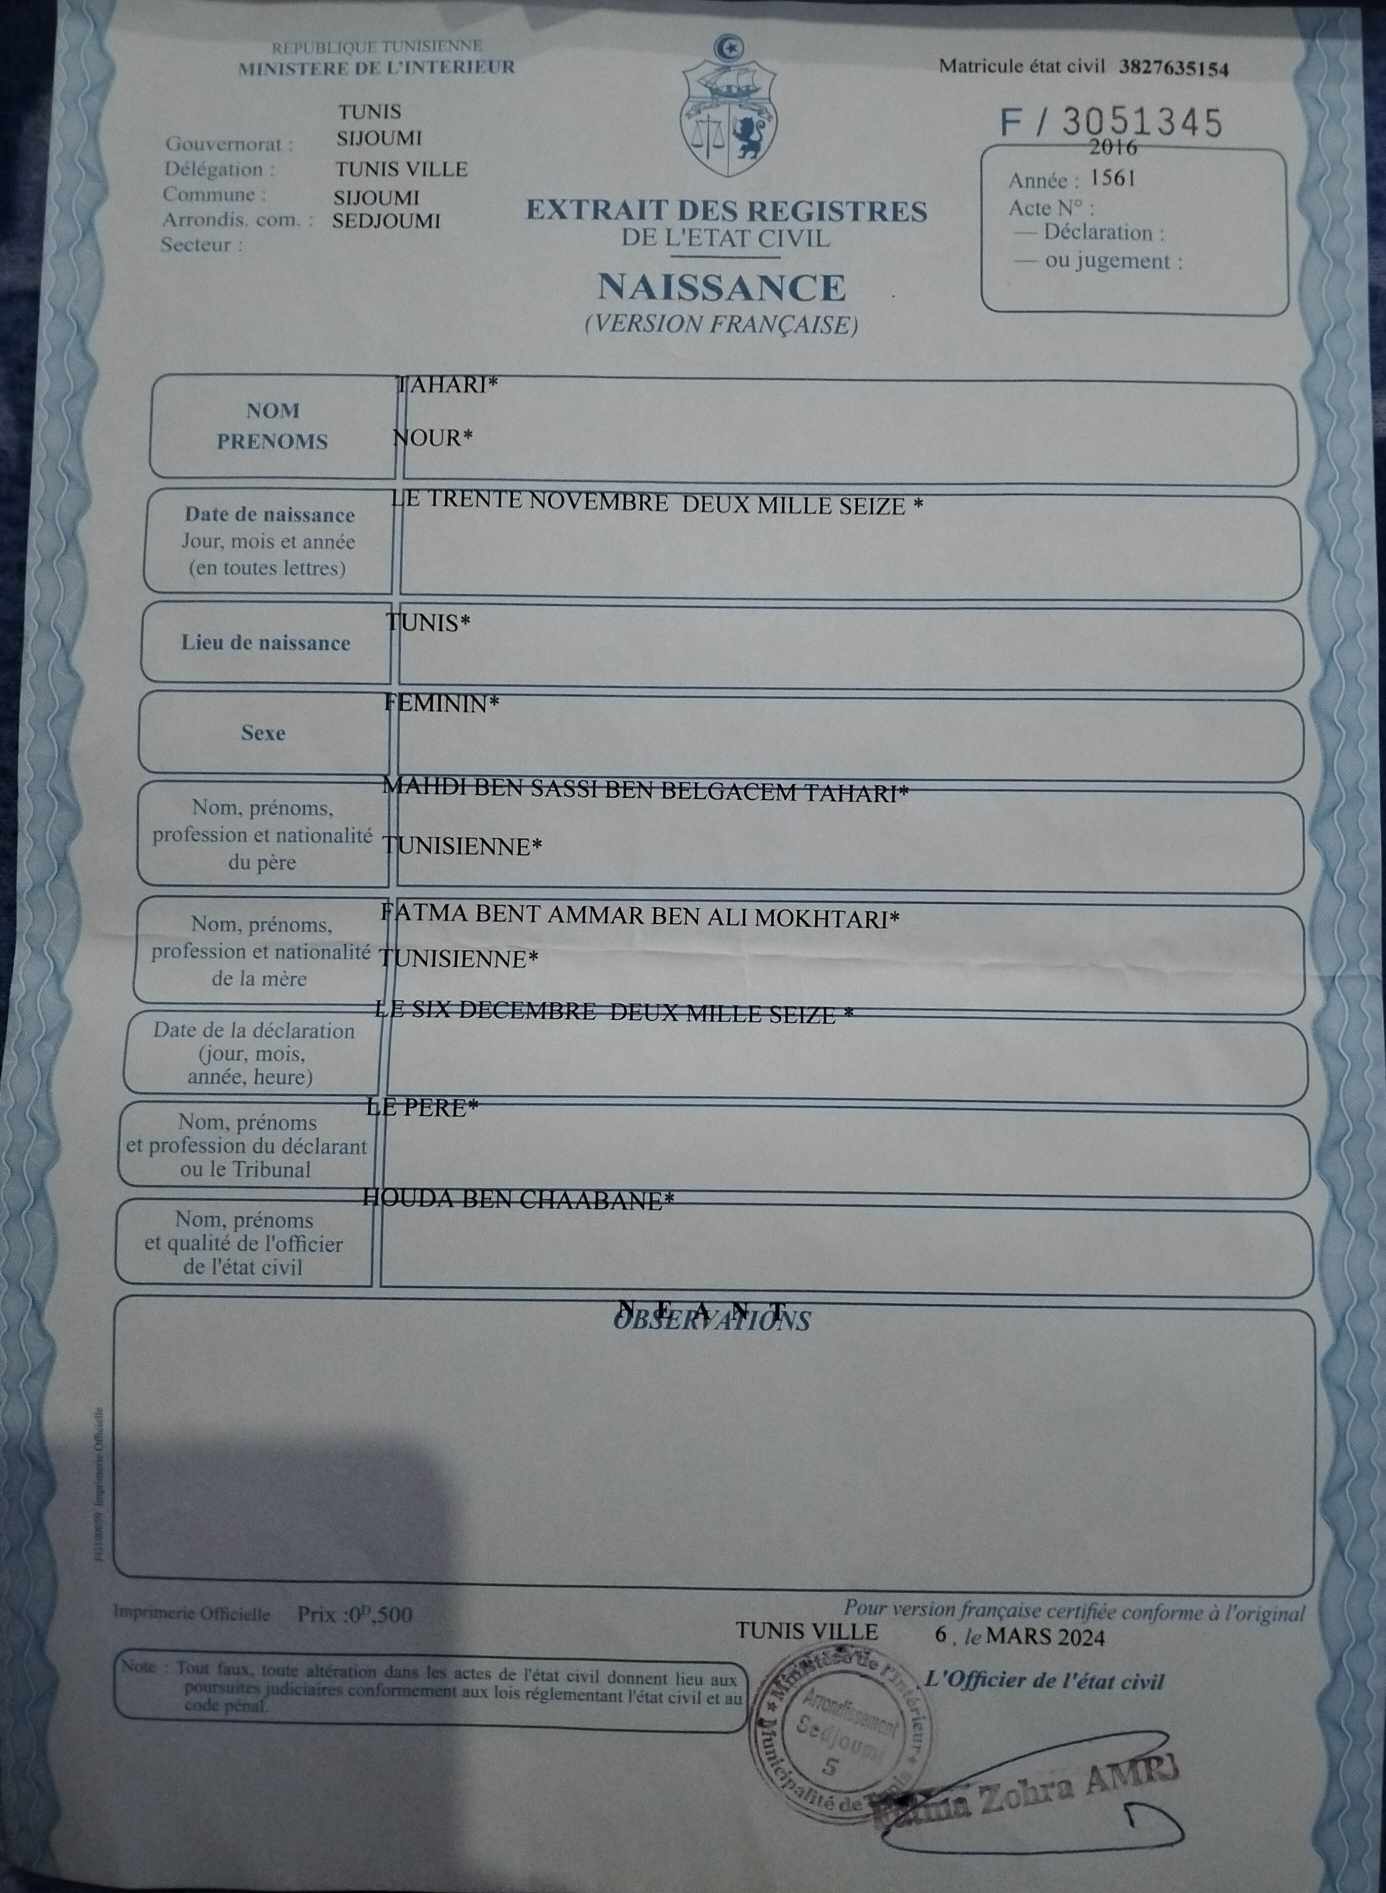 REPUBLIQUE TUNISIENNE
MINISTERE DE L'INTERIEUR
Matricule état civil 3827635154
F / 3051345
TUNIS
Gouvernorat : SIJOUMI
Délégation : TUNIS VILLE
Commune : SIJOUMI
Arrondis. com. : SEDJOUMI
Secteur :
2016
Année : 1561
Acte N° :
— Déclaration :
— ou jugement :
EXTRAIT DES REGISTRES
DE L'ETAT CIVIL
NAISSANCE
(VERSION FRANÇAISE)
NOM
PRENOMS
TAHARI*
NOUR*
Date de naissance
Jour, mois et année
(en toutes lettres)
LE TRENTE NOVEMBRE DEUX MILLE SEIZE *
Lieu de naissance
TUNIS*
Sexe
FEMININ*
Nom, prénoms,
profession et nationalité
du père
MAHDI BEN SASSI BEN BELGACEM TAHARI*
TUNISIENNE*
Nom, prénoms,
profession et nationalité
de la mère
FATMA BENT AMMAR BEN ALI MOKHTARI*
TUNISIENNE*
Date de la déclaration
(jour, mois,
année, heure)
LE SIX DECEMBRE DEUX MILLE SEIZE *
Nom, prénoms
et profession du déclarant
ou le Tribunal
LE PERE*
Nom, prénoms
et qualité de l'officier
de l'état civil
HOUDA BEN CHAABANE*
N E A N T
OBSERVATIONS
Imprimerie Officielle
Imprimerie Officielle Prix :0ᴰ,500
Pour version française certifiée conforme à l'original
TUNIS VILLE 6 , le MARS 2024
L'Officier de l'état civil
Note : Tout faux, toute altération dans les actes de l'état civil donnent lieu aux
poursuites judiciaires conformement aux lois réglementant l'état civil et au
code pénal.
Ministère de l'Intérieur
Municipalité de Tunis
Arrondissement
Sedjoumi
5
Zohra AMRI